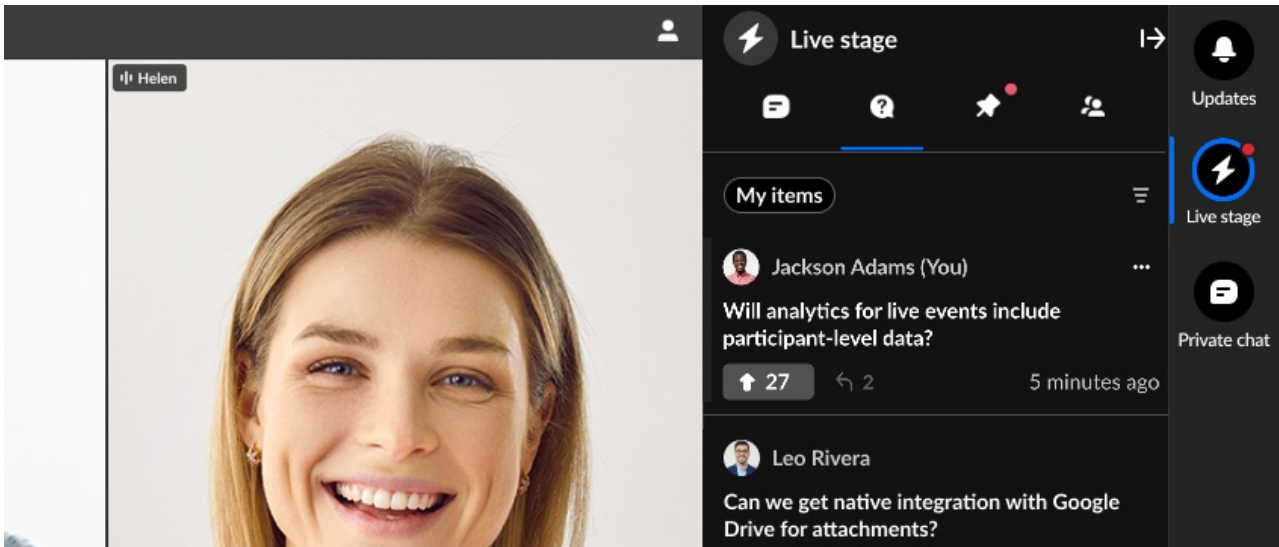 Helen
Live stage
Updates
My items
Live stage
Jackson Adams (You)
Will analytics for live events include
participant-level data?
27
2
5 minutes ago
Private chat
Leo Rivera
Can we get native integration with Google
Drive for attachments?